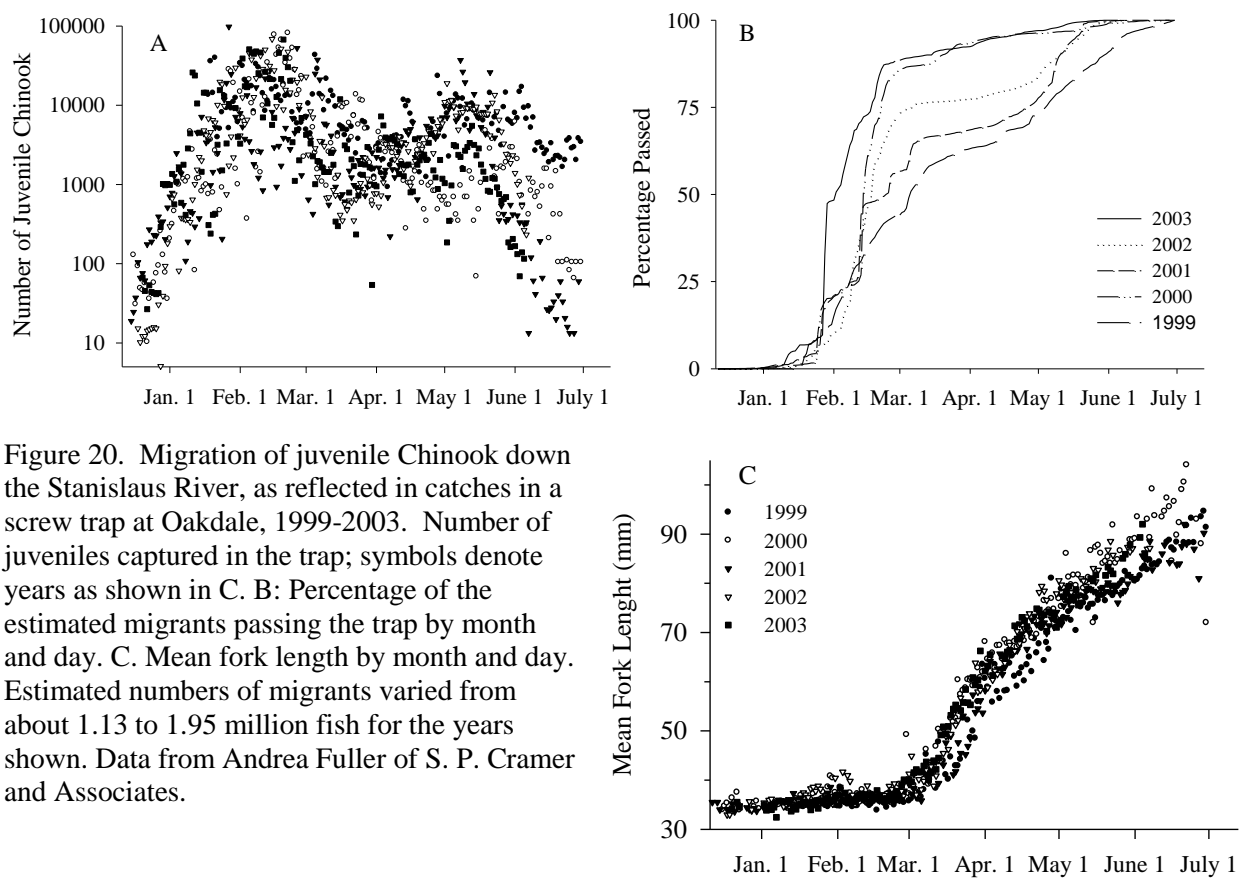 A
Number of Juvenile Chinook
100000
10000
1000
100
10
Jan. 1 Feb. 1 Mar. 1 Apr. 1 May 1 June 1 July 1
B
Percentage Passed
100
75
50
25
0
2003
2002
2001
2000
1999
Jan. 1 Feb. 1 Mar. 1 Apr. 1 May 1 June 1 July 1
Figure 20. Migration of juvenile Chinook down
the Stanislaus River, as reflected in catches in a
screw trap at Oakdale, 1999-2003. Number of
juveniles captured in the trap; symbols denote
years as shown in C. B: Percentage of the
estimated migrants passing the trap by month
and day. C. Mean fork length by month and day.
Estimated numbers of migrants varied from
about 1.13 to 1.95 million fish for the years
shown. Data from Andrea Fuller of S. P. Cramer
and Associates.
C
Mean Fork Lenght (mm)
1999
2000
2001
2002
2003
90
70
50
30
Jan. 1 Feb. 1 Mar. 1 Apr. 1 May 1 June 1 July 1